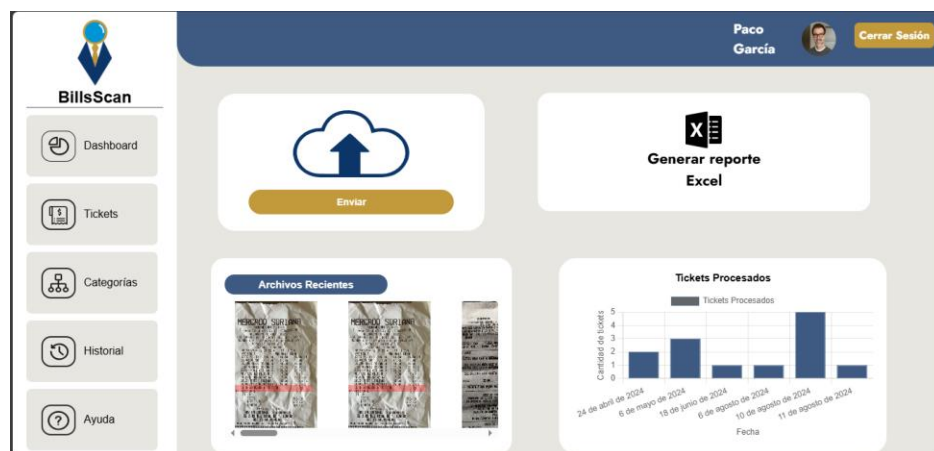 Paco
García
Cerrar Sesión
BillsScan
Dashboard
Tickets
Categorías
Historial
Ayuda
Enviar
X
Generar reporte
Excel
Archivos Recientes
MERCADO SORIANA
MERCADO SORIANA
Tickets Procesados
Tickets Procesados
Cantidad de tickets
5
4
3
2
1
0
24 de abril de 2024
6 de mayo de 2024
18 de junio de 2024
6 de agosto de 2024
10 de agosto de 2024
11 de agosto de 2024
Fecha